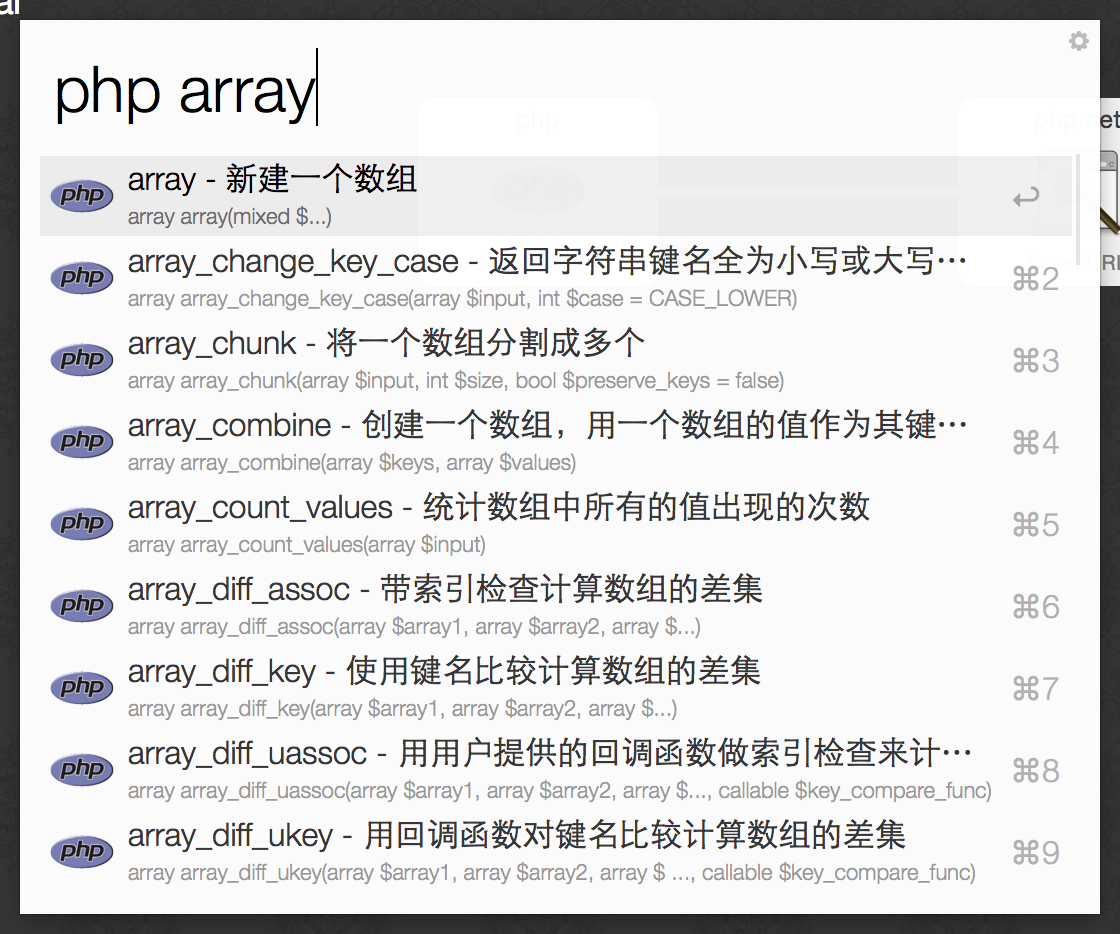 al
php array
php
php.net
array - 新建一个数组
array array(mixed $...)
array_change_key_case - 返回字符串键名全为小写或大写…
array array_change_key_case(array $input, int $case = CASE_LOWER)
⌘2
array_chunk - 将一个数组分割成多个
array array_chunk(array $input, int $size, bool $preserve_keys = false)
⌘3
array_combine - 创建一个数组，用一个数组的值作为其键…
array array_combine(array $keys, array $values)
⌘4
array_count_values - 统计数组中所有的值出现的次数
array array_count_values(array $input)
⌘5
array_diff_assoc - 带索引检查计算数组的差集
array array_diff_assoc(array $array1, array $array2, array $...)
⌘6
array_diff_key - 使用键名比较计算数组的差集
array array_diff_key(array $array1, array $array2, array $...)
⌘7
array_diff_uassoc - 用用户提供的回调函数做索引检查来计…
array array_diff_uassoc(array $array1, array $array2, array $..., callable $key_compare_func)
⌘8
array_diff_ukey - 用回调函数对键名比较计算数组的差集
array array_diff_ukey(array $array1, array $array2, array $ ..., callable $key_compare_func)
⌘9
php
php
php
php
php
php
php
php
php